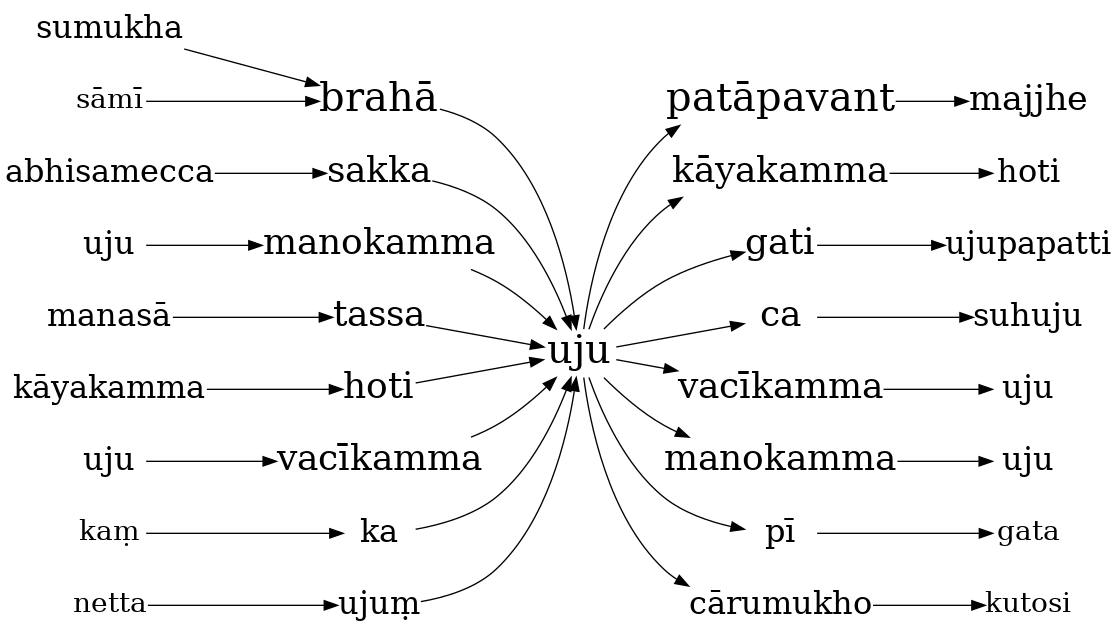 sumukha
sāmī brahā patāpavant majjhe
abhisamecca sakka kāyakamma hoti
uju manokamma gati ujupapatti
manasā tassa ca suhuju
uju
kāyakamma hoti vacīkamma uju
uju vacīkamma manokamma uju
kaṃ ka pī gata
netta ujuṃ cārumukho kutosi